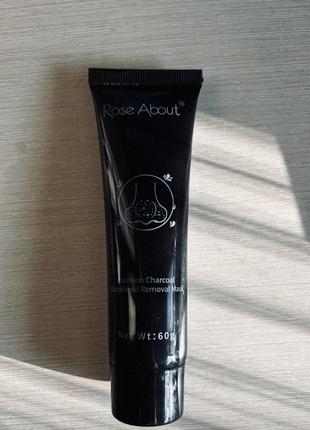 Rose About®
Bamboo Charcoal
Blackhead Removal Mask
Net Wt:60g